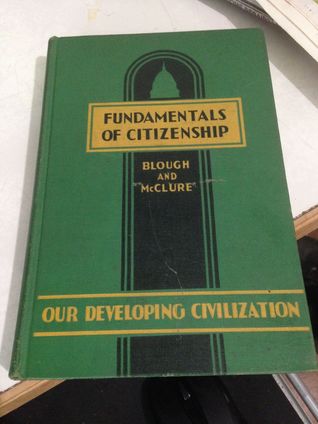 FUNDAMENTALS
OF CITIZENSHIP
BLOUGH
AND
McCLURE
OUR DEVELOPING CIVILIZATION